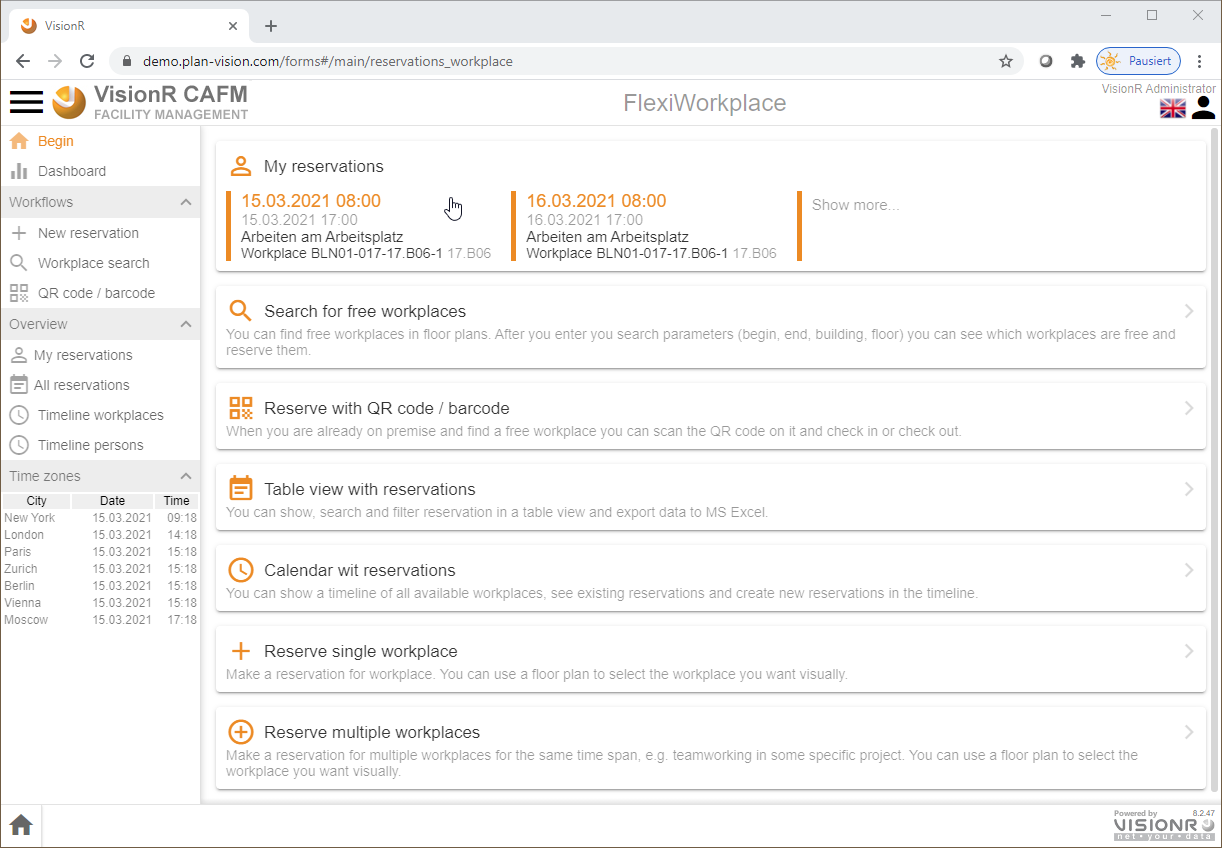 VisionR
demo.plan-vision.com/forms#/main/reservations_workplace
Pausiert
VisionR CAFM
FACILITY MANAGEMENT
FlexiWorkplace
VisionR Administrator
Begin
Dashboard
Workflows
New reservation
Workplace search
QR code / barcode
Overview
My reservations
All reservations
Timeline workplaces
Timeline persons
Time zones
City Date Time
New York 15.03.2021 09:18
London 15.03.2021 14:18
Paris 15.03.2021 15:18
Zurich 15.03.2021 15:18
Berlin 15.03.2021 15:18
Vienna 15.03.2021 15:18
Moscow 15.03.2021 17:18
My reservations
15.03.2021 08:00
15.03.2021 17:00
Arbeiten am Arbeitsplatz
Workplace BLN01-017-17.B06-1 17.B06
16.03.2021 08:00
16.03.2021 17:00
Arbeiten am Arbeitsplatz
Workplace BLN01-017-17.B06-1 17.B06
Show more...
Search for free workplaces
You can find free workplaces in floor plans. After you enter you search parameters (begin, end, building, floor) you can see which workplaces are free and
reserve them.
Reserve with QR code / barcode
When you are already on premise and find a free workplace you can scan the QR code on it and check in or check out.
Table view with reservations
You can show, search and filter reservation in a table view and export data to MS Excel.
Calendar wit reservations
You can show a timeline of all available workplaces, see existing reservations and create new reservations in the timeline.
Reserve single workplace
Make a reservation for workplace. You can use a floor plan to select the workplace you want visually.
Reserve multiple workplaces
Make a reservation for multiple workplaces for the same time span, e.g. teamworking in some specific project. You can use a floor plan to select the
workplace you want visually.
Powered by 8.2.47
VISIONR
net•your•data